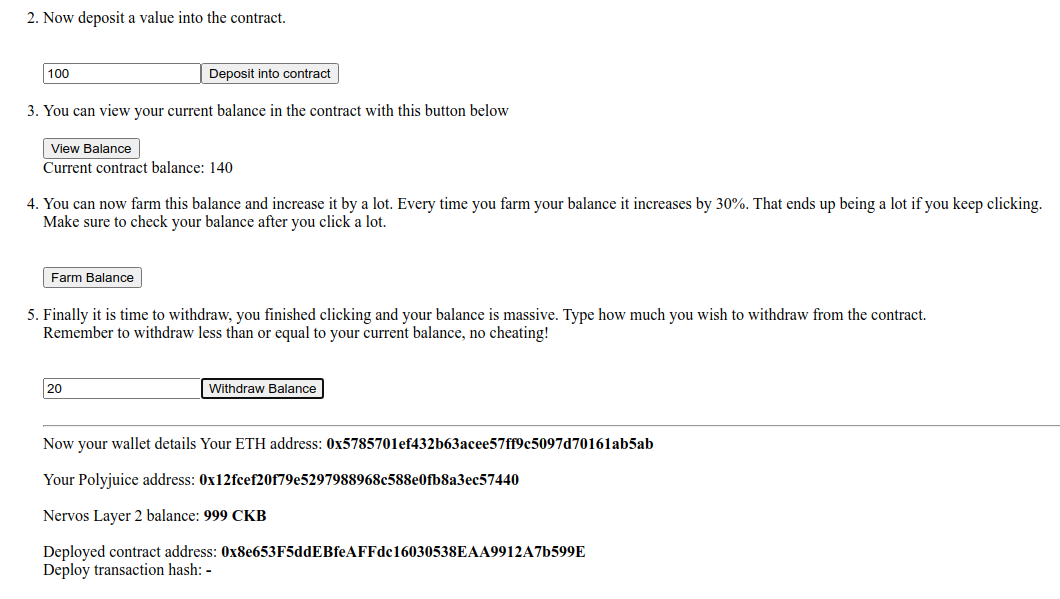 2. Now deposit a value into the contract.
100 Deposit into contract
3. You can view your current balance in the contract with this button below
View Balance
Current contract balance: 140
4. You can now farm this balance and increase it by a lot. Every time you farm your balance it increases by 30%. That ends up being a lot if you keep clicking.
Make sure to check your balance after you click a lot.
Farm Balance
5. Finally it is time to withdraw, you finished clicking and your balance is massive. Type how much you wish to withdraw from the contract.
Remember to withdraw less than or equal to your current balance, no cheating!
20 Withdraw Balance
Now your wallet details Your ETH address: 0x5785701ef432b63acee57ff9c5097d70161ab5ab
Your Polyjuice address: 0x12fcef20f79e5297988968c588e0fb8a3ec57440
Nervos Layer 2 balance: 999 CKB
Deployed contract address: 0x8e653F5ddEBfeAFFdc16030538EAA9912A7b599E
Deploy transaction hash: -